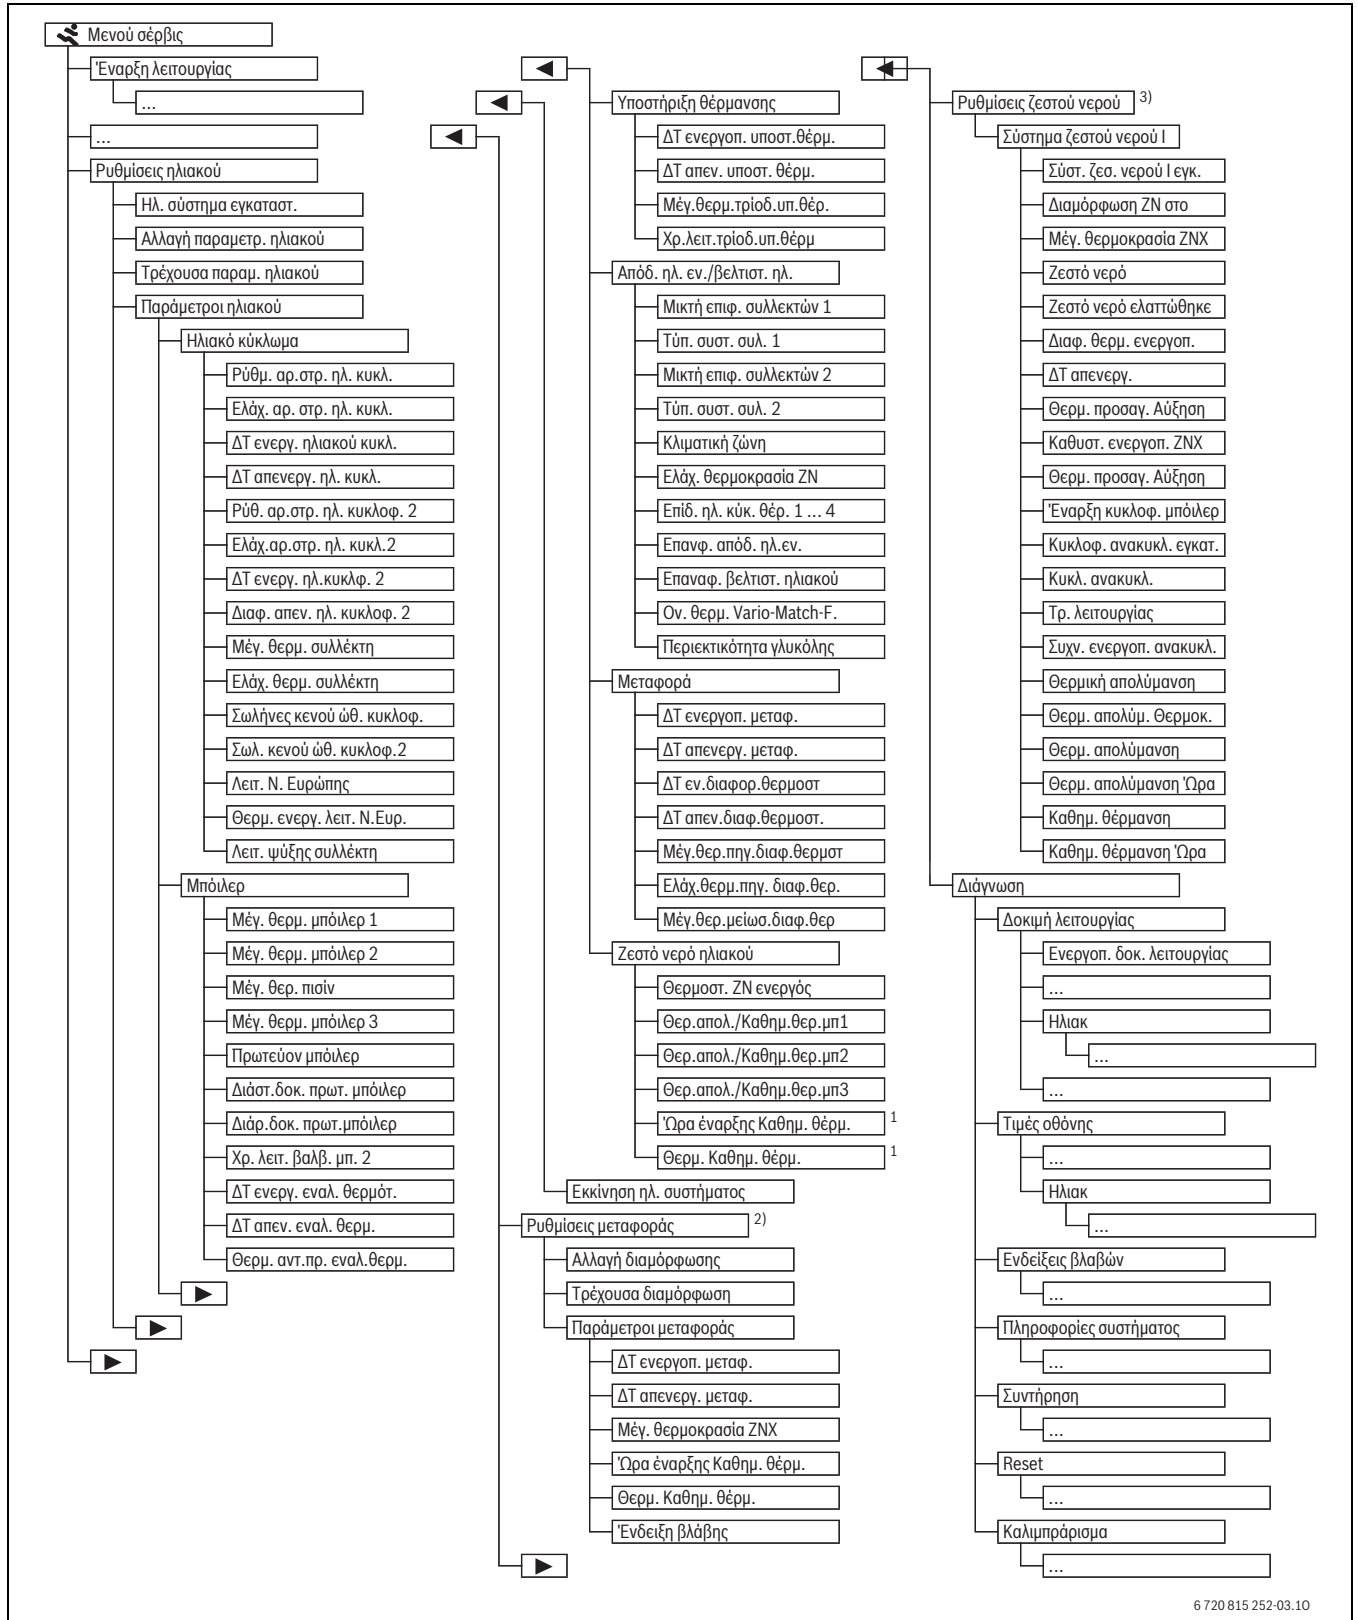 Μενού σέρβις
Έναρξη λειτουργίας
...
...
Ρυθμίσεις ηλιακού
Ηλ. σύστημα εγκαταστ.
Αλλαγή παραμετρ. ηλιακού
Τρέχουσα παραμ. ηλιακού
Παράμετροι ηλιακού
Ηλιακό κύκλωμα
Ρύθμ. αρ.στρ. ηλ. κυκλ.
Ελάχ. αρ. στρ. ηλ. κυκλ.
ΔΤ ενεργ. ηλιακού κυκλ.
ΔΤ απενεργ. ηλ. κυκλ.
Ρύθ. αρ.στρ. ηλ. κυκλοφ. 2
Ελάχ.αρ.στρ. ηλ. κυκλ.2
ΔΤ ενεργ. ηλ.κυκλφ. 2
Διαφ. απεν. ηλ. κυκλοφ. 2
Μέγ. θερμ. συλλέκτη
Ελάχ. θερμ. συλλέκτη
Σωλήνες κενού ώθ. κυκλοφ.
Σωλ. κενού ώθ. κυκλοφ.2
Λειτ. Ν. Ευρώπης
Θερμ. ενεργ. λειτ. Ν.Ευρ.
Λειτ. ψύξης συλλέκτη
Μπόιλερ
Μέγ. θερμ. μπόιλερ 1
Μέγ. θερμ. μπόιλερ 2
Μέγ. θερ. πισίν
Μέγ. θερμ. μπόιλερ 3
Πρωτεύον μπόιλερ
Διάστ.δοκ. πρωτ. μπόιλερ
Διάρ.δοκ. πρωτ.μπόιλερ
Χρ. λειτ. βαλβ. μπ. 2
ΔΤ ενεργ. εναλ. θερμότ.
ΔΤ απεν. εναλ. θερμ.
Θερμ. αντ.πρ. εναλ.θερμ.
Υποστήριξη θέρμανσης
ΔΤ ενεργοπ. υποστ.θέρμ.
ΔΤ απεν. υποστ. θέρμ.
Μέγ.θερμ.τρίοδ.υπ.θέρ.
Χρ.λειτ.τρίοδ.υπ.θέρμ
Απόδ. ηλ. εν./βελτιστ. ηλ.
Μικτή επιφ. συλλεκτών 1
Τύπ. συστ. συλ. 1
Μικτή επιφ. συλλεκτών 2
Τύπ. συστ. συλ. 2
Κλιματική ζώνη
Ελάχ. θερμοκρασία ΖΝ
Επίδ. ηλ. κύκ. θέρ. 1 ... 4
Επανφ. απόδ. ηλ.εν.
Επαναφ. βελτιστ. ηλιακού
Ον. θερμ. Vario-Match-F.
Περιεκτικότητα γλυκόλης
Μεταφορά
ΔΤ ενεργοπ. μεταφ.
ΔΤ απενεργ. μεταφ.
ΔΤ εν.διαφορ.θερμοστ
ΔΤ απεν.διαφ.θερμοστ.
Μέγ.θερ.πηγ.διαφ.θερμστ
Ελάχ.θερμ.πηγ. διαφ.θερ.
Μέγ.θερ.μείωσ.διαφ.θερ
Ζεστό νερό ηλιακού
Θερμοστ. ΖΝ ενεργός
Θερ.απολ./Καθημ.θερ.μπ1
Θερ.απολ./Καθημ.θερ.μπ2
Θερ.απολ./Καθημ.θερ.μπ3
Ώρα έναρξης Καθημ. θέρμ. 1
Θερμ. Καθημ. θέρμ. 1
Εκκίνηση ηλ. συστήματος
Ρυθμίσεις μεταφοράς 2)
Αλλαγή διαμόρφωσης
Τρέχουσα διαμόρφωση
Παράμετροι μεταφοράς
ΔΤ ενεργοπ. μεταφ.
ΔΤ απενεργ. μεταφ.
Μέγ. θερμοκρασία ΖΝΧ
Ώρα έναρξης Καθημ. θέρμ.
Θερμ. Καθημ. θέρμ.
Ένδειξη βλάβης
Ρυθμίσεις ζεστού νερού 3)
Σύστημα ζεστού νερού Ι
Σύστ. ζεσ. νερού Ι εγκ.
Διαμόρφωση ΖΝ στο
Μέγ. θερμοκρασία ΖΝΧ
Ζεστό νερό
Ζεστό νερό ελαττώθηκε
Διαφ. θερμ. ενεργοπ.
ΔΤ απενεργ.
Θερμ. προσαγ. Αύξηση
Καθυστ. ενεργοπ. ΖΝΧ
Θερμ. προσαγ. Αύξηση
Έναρξη κυκλοφ. μπόιλερ
Κυκλοφ. ανακυκλ. εγκατ.
Κυκλ. ανακυκλ.
Τρ. λειτουργίας
Συχν. ενεργοπ. ανακυκλ.
Θερμική απολύμανση
Θερμ. απολύμ. Θερμοκ.
Θερμ. απολύμανση
Θερμ. απολύμανση Ώρα
Καθημ. θέρμανση
Καθημ. θέρμανση Ώρα
Διάγνωση
Δοκιμή λειτουργίας
Ενεργοπ. δοκ. λειτουργίας
...
Ηλιακ
...
...
Τιμές οθόνης
...
Ηλιακ
...
Ενδείξεις βλαβών
...
Πληροφορίες συστήματος
...
Συντήρηση
...
Reset
...
Καλιμπράρισμα
...
6 720 815 252-03.1O